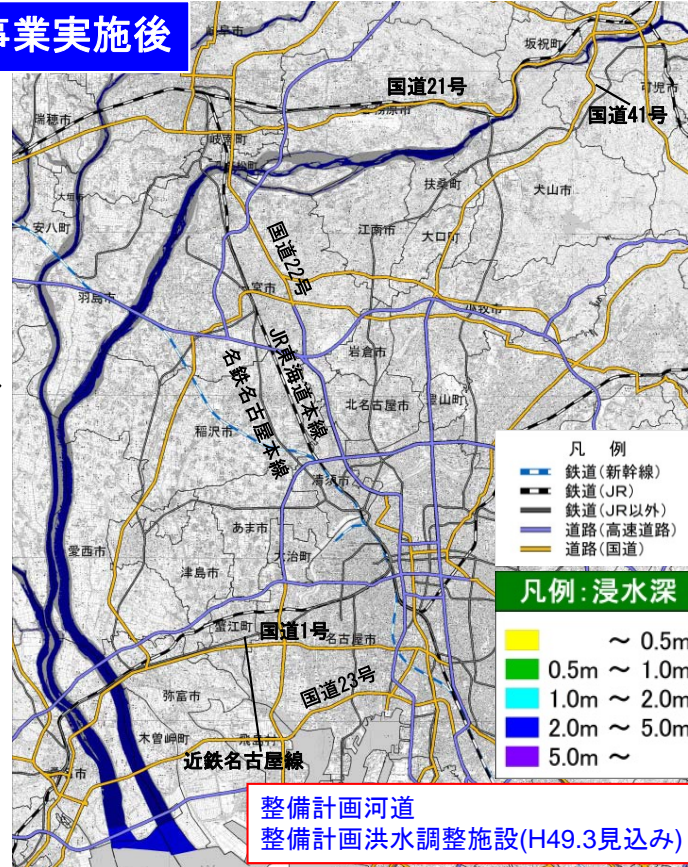 事業実施後
坂祝町
国道21号
国道41号
可児市
瑞穂市
岐南町
扶桑町
犬山市
安八町
江南市
大口町
国道22号
羽島市
一宮市
小牧市
岩倉市
JR東海道本線
名鉄名古屋本線
北名古屋市
豊山町
稲沢市
清須市
あま市
大治町
愛西市
津島市
蟹江町
国道1号
名古屋市
国道23号
弥富市
木曽岬町
飛島村
近鉄名古屋線
凡 例
鉄道(新幹線)
鉄道(JR)
鉄道(JR以外)
道路(高速道路)
道路(国道)
凡例:浸水深
~ 0.5m
0.5m ~ 1.0m
1.0m ~ 2.0m
2.0m ~ 5.0m
5.0m ~
整備計画河道
整備計画洪水調整施設(H49.3見込み)